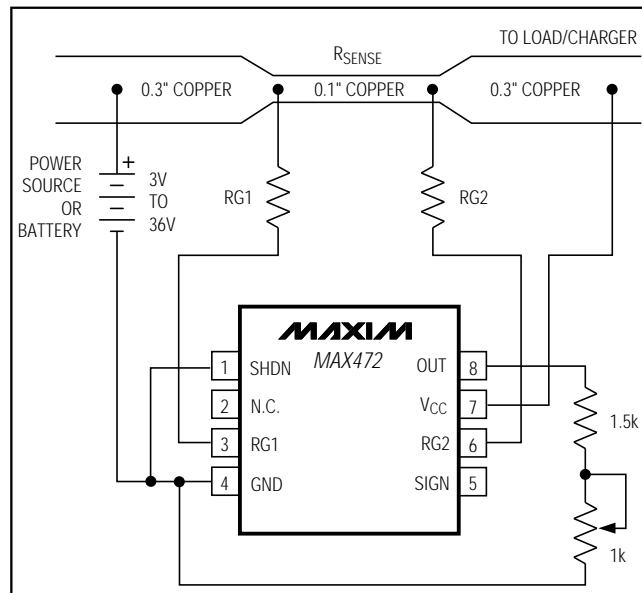 TO LOAD/CHARGER
RSENSE
0.3" COPPER
0.1" COPPER
0.3" COPPER
POWER
SOURCE
OR
BATTERY
+
3V
TO
36V
RG1
RG2
MAXIM
MAX472
1 SHDN
OUT 8
2 N.C.
VCC 7
3 RG1
RG2 6
4 GND
SIGN 5
1.5k
1k